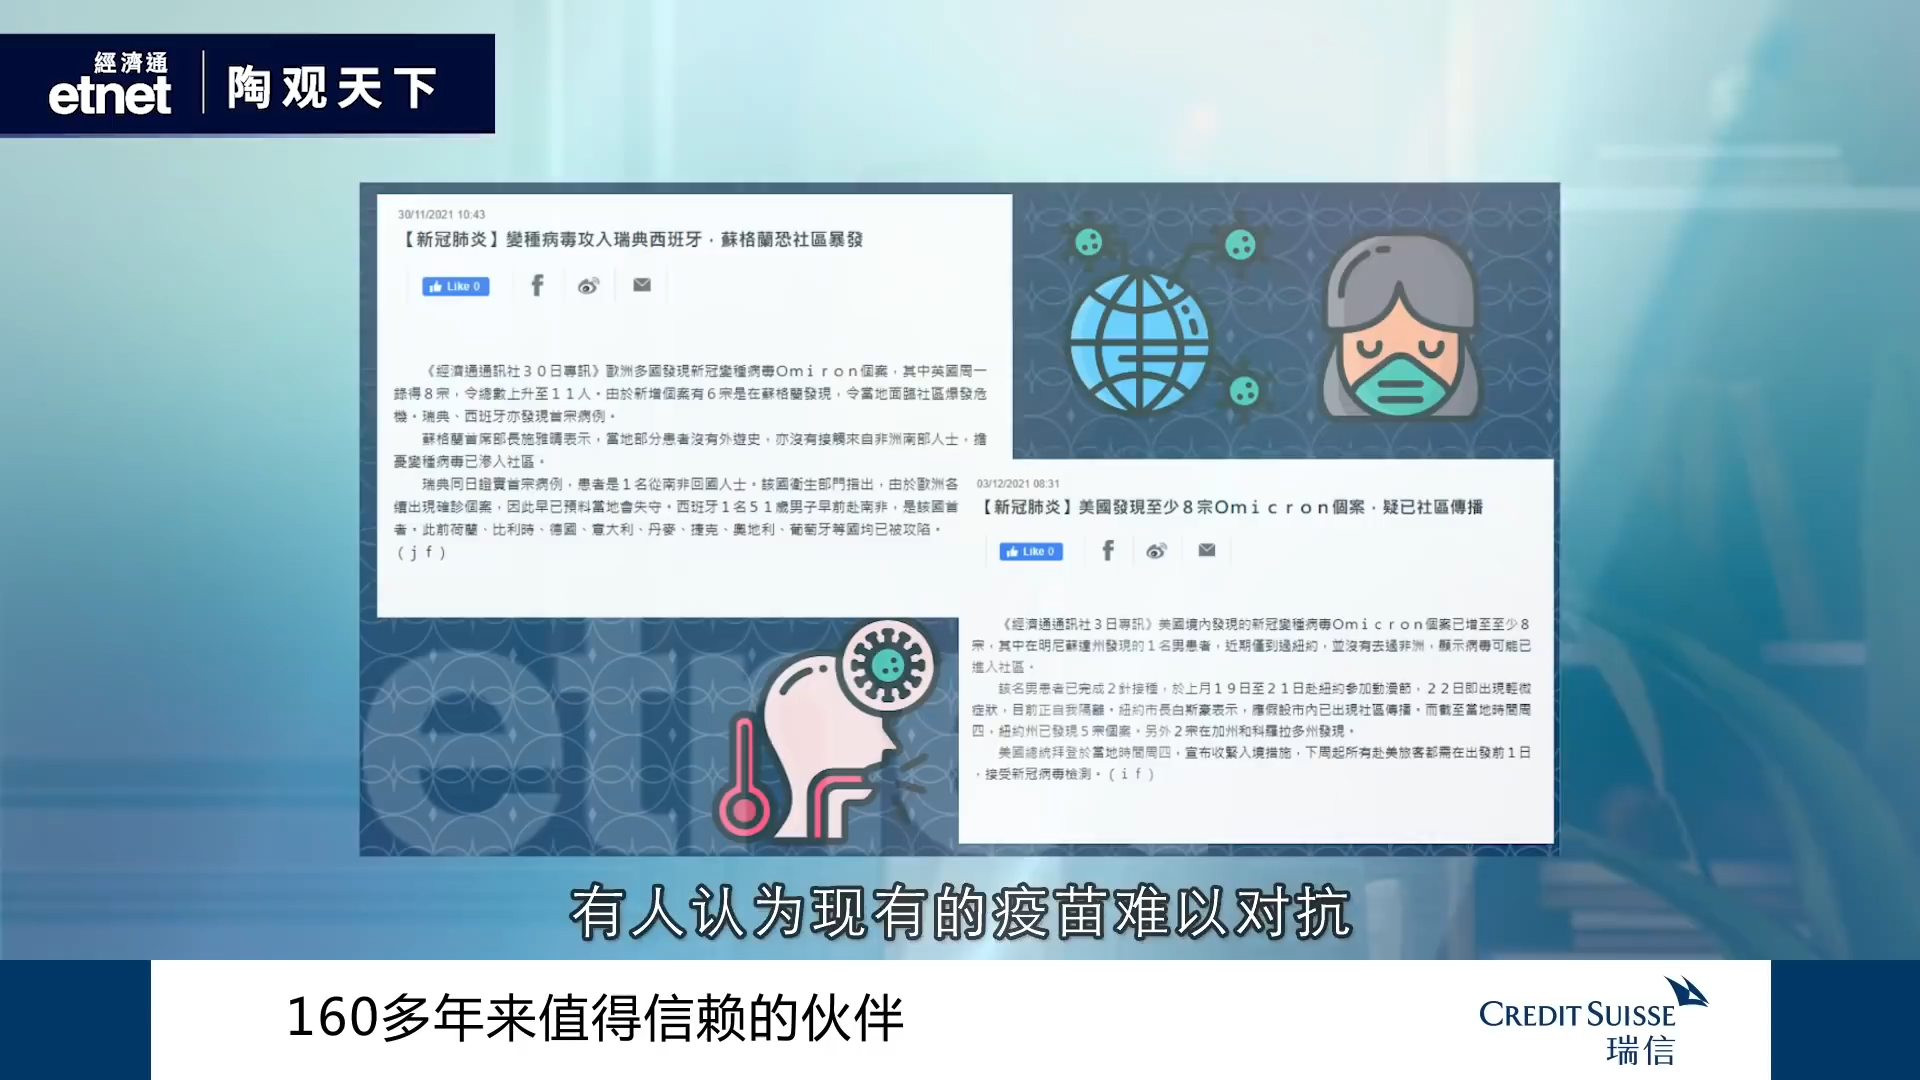 經濟通
etnet
陶观天下
30/11/2021 10:43
【新冠肺炎】變種病毒攻入瑞典西班牙，蘇格蘭恐社區暴發
Like 0
《經濟通通訊社３０日專訊》歐洲多國發現新冠變種病毒Ｏｍｉｒｏｎ個案，其中英國周一
錄得８宗，令總數上升至１１人。由於新增個案有６宗是在蘇格蘭發現，令當地面臨社區爆發危
機。瑞典、西班牙亦發現首宗病例。
蘇格蘭首席部長施雅晴表示，當地部分患者沒有外遊史，亦沒有接觸來自非洲南部人士，擔
憂變種病毒已滲入社區。
瑞典同日證實首宗病例，患者是１名從南非回國人士。該國衞生部門指出，由於歐洲各
續出現確診個案，因此早已預料當地會失守。西班牙１名５１歲男子早前赴南非，是該國首
者。此前荷蘭、比利時、德國、意大利、丹麥、捷克、奧地利、葡萄牙等國均已被攻陷。
（ｊｆ）
03/12/2021 08:31
【新冠肺炎】美國發現至少８宗Ｏｍｉｃｒｏｎ個案，疑已社區傳播
Like 0
《經濟通通訊社３日專訊》美國境內發現的新冠變種病毒Ｏｍｉｃｒｏｎ個案已增至至少８
宗，其中在明尼蘇達州發現的１名男患者，近期僅到過紐約，並沒有去過非洲，顯示病毒可能已
進入社區。
該名男患者已完成２針接種，於上月１９日至２１日赴紐約參加動漫節，２２日即出現輕微
症狀，目前正自我隔離。紐約市長白斯豪表示，應假設市內已出現社區傳播。而截至當地時間周
四，紐約州已發現５宗個案。另外２宗在加州和科羅拉多州發現。
美國總統拜登於當地時間周四，宣布收緊入境措施，下周起所有赴美旅客都需在出發前１日
，接受新冠病毒檢測。（ｉｆ）
有人认为现有的疫苗难以对抗
160多年来值得信赖的伙伴
CREDIT SUISSE
瑞信